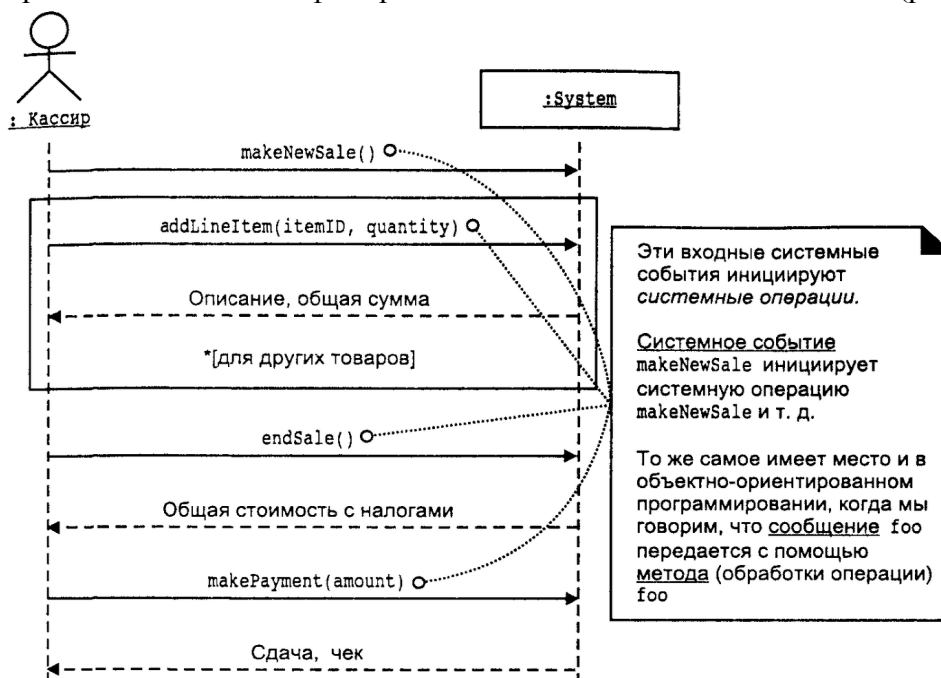 :System
: Кассир
makeNewSale()
addLineItem(itemID, quantity)
Описание, общая сумма
*[для других товаров]
endSale()
Общая стоимость с налогами
makePayment(amount)
Сдача, чек
Эти входные системные
события инициируют
системные операции.
Системное событие
makeNewSale инициирует
системную операцию
makeNewSale и т. д.
То же самое имеет место и в
объектно-ориентированном
программировании, когда мы
говорим, что сообщение foo
передается с помощью
метода (обработки операции)
foo